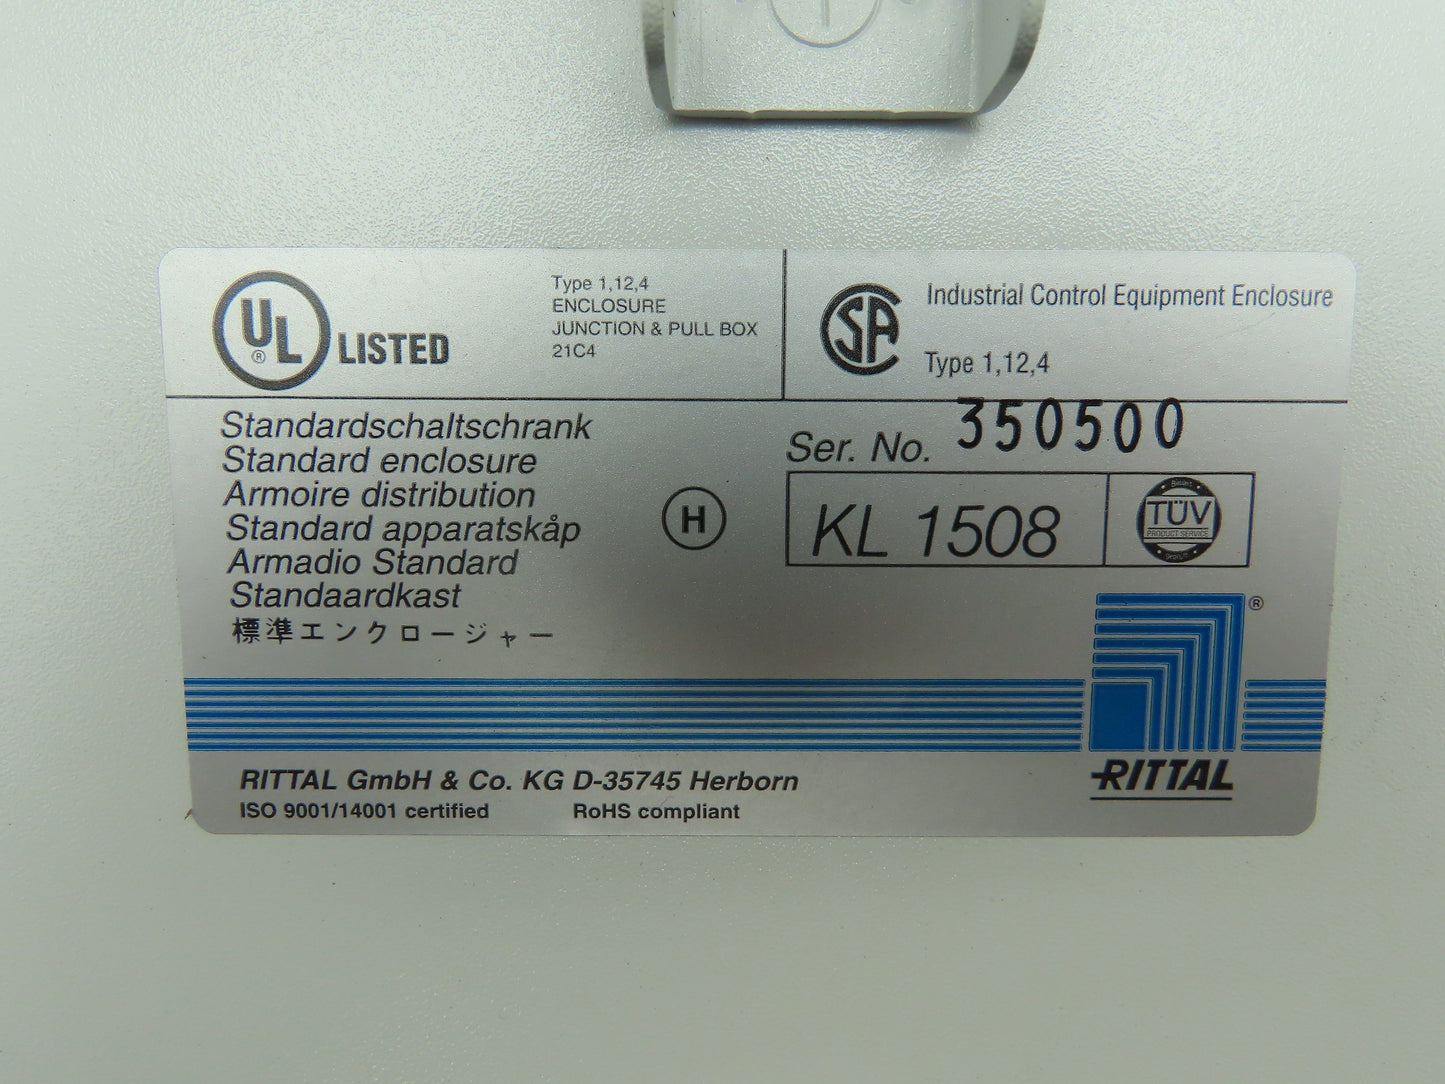 UL ® LISTED
Type 1,12,4
ENCLOSURE
JUNCTION & PULL BOX
21C4
SA Industrial Control Equipment Enclosure
Type 1,12,4
Standardschaltschrank
Standard enclosure
Armoire distribution
Standard apparatskåp
Armadio Standard
Standaardkast
標準エンクロージャー
H
Ser. No. 350500
KL 1508
TÜV
PRODUCT SERVICE
®
RITTAL
RITTAL GmbH & Co. KG D-35745 Herborn
ISO 9001/14001 certified RoHS compliant